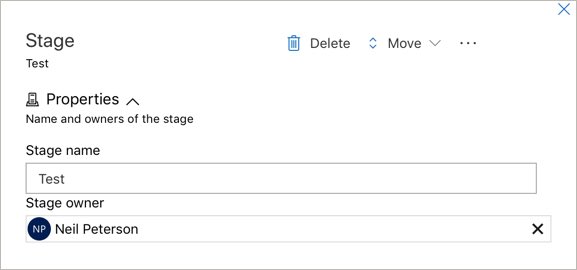 Stage
Delete
Move
Test
Properties
Name and owners of the stage
Stage name
Test
Stage owner
NP Neil Peterson